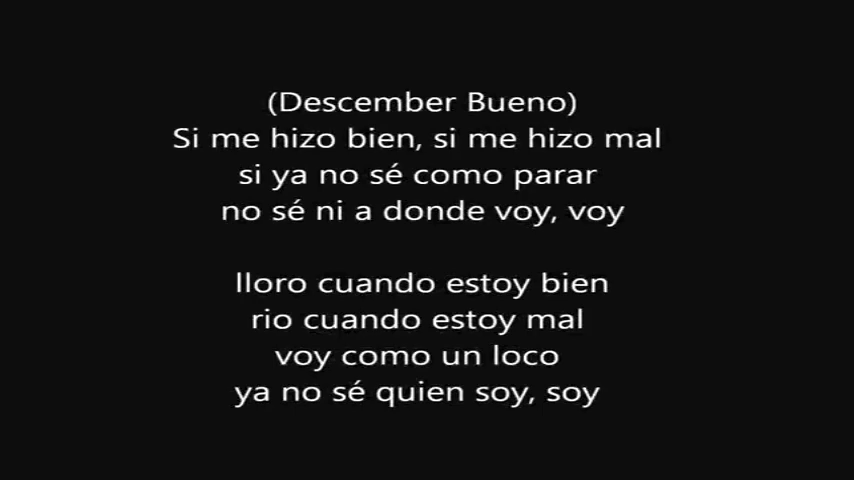 (Descember Bueno)
Si me hizo bien, si me hizo mal
si ya no sé como parar
no sé ni a donde voy, voy
lloro cuando estoy bien
rio cuando estoy mal
voy como un loco
ya no sé quien soy, soy